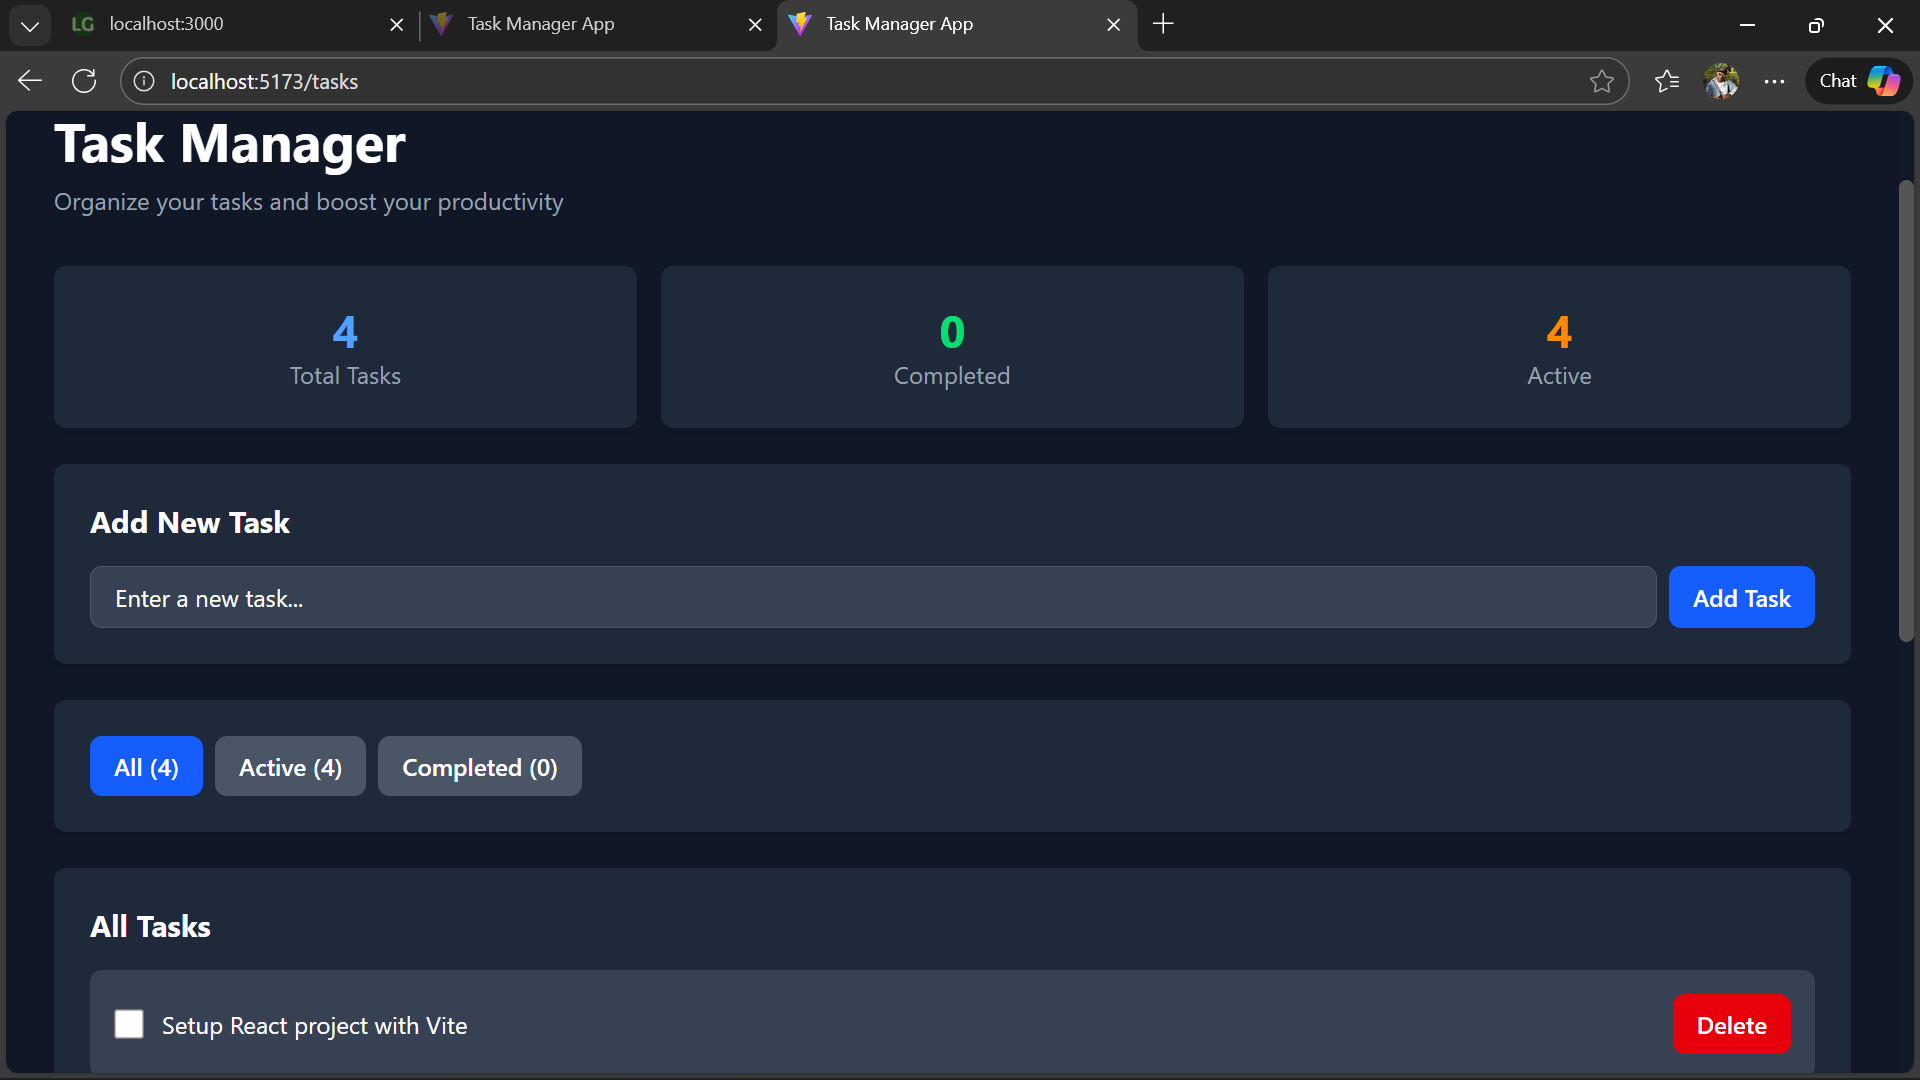 LG localhost:3000
Task Manager App
Task Manager App
localhost:5173/tasks
Chat
Task Manager
Organize your tasks and boost your productivity
4
Total Tasks
0
Completed
4
Active
Add New Task
Enter a new task...
Add Task
All (4)
Active (4)
Completed (0)
All Tasks
Setup React project with Vite
Delete